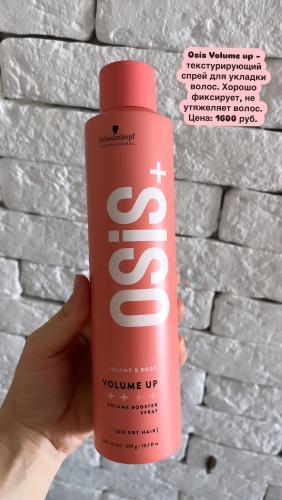 Osis Volume up -
текстурирующий
спрей для укладки
волос. Хорошо
фиксирует, не
утяжеляет волос.
Цена: 1600 руб.
Schwarzkopf
PROFESSIONAL
OSiS+
VOLUME & BODY
VOLUME UP
++++
VOLUME BOOSTER
SPRAY
[ON DRY HAIR]